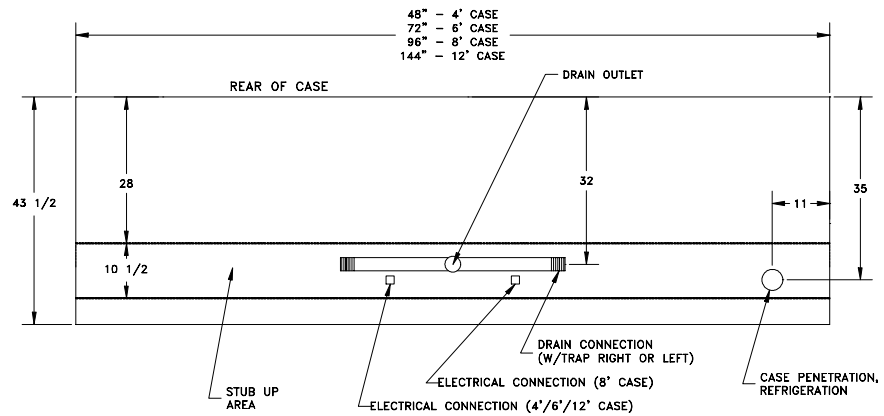 48" - 4' CASE
72" - 6' CASE
96" - 8' CASE
144" - 12' CASE
DRAIN OUTLET
REAR OF CASE
28
32
35
43 1/2
11
10 1/2
DRAIN CONNECTION
(W/TRAP RIGHT OR LEFT)
CASE PENETRATION,
REFRIGERATION
ELECTRICAL CONNECTION (8' CASE)
STUB UP
AREA
ELECTRICAL CONNECTION (4'/6'/12' CASE)